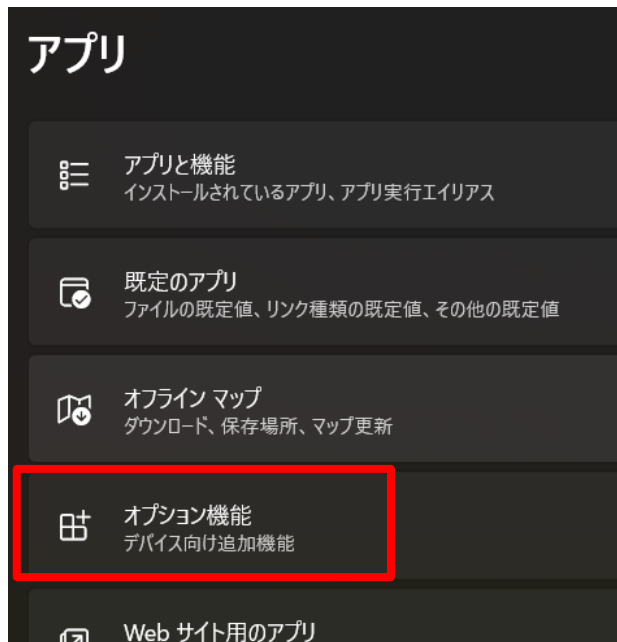 アプリ
アプリと機能
インストールされているアプリ、アプリ実行エイリアス
既定のアプリ
ファイルの既定値、リンク種類の既定値、その他の既定値
オフライン マップ
ダウンロード、保存場所、マップ更新
オプション機能
デバイス向け追加機能
Web サイト用のアプリ